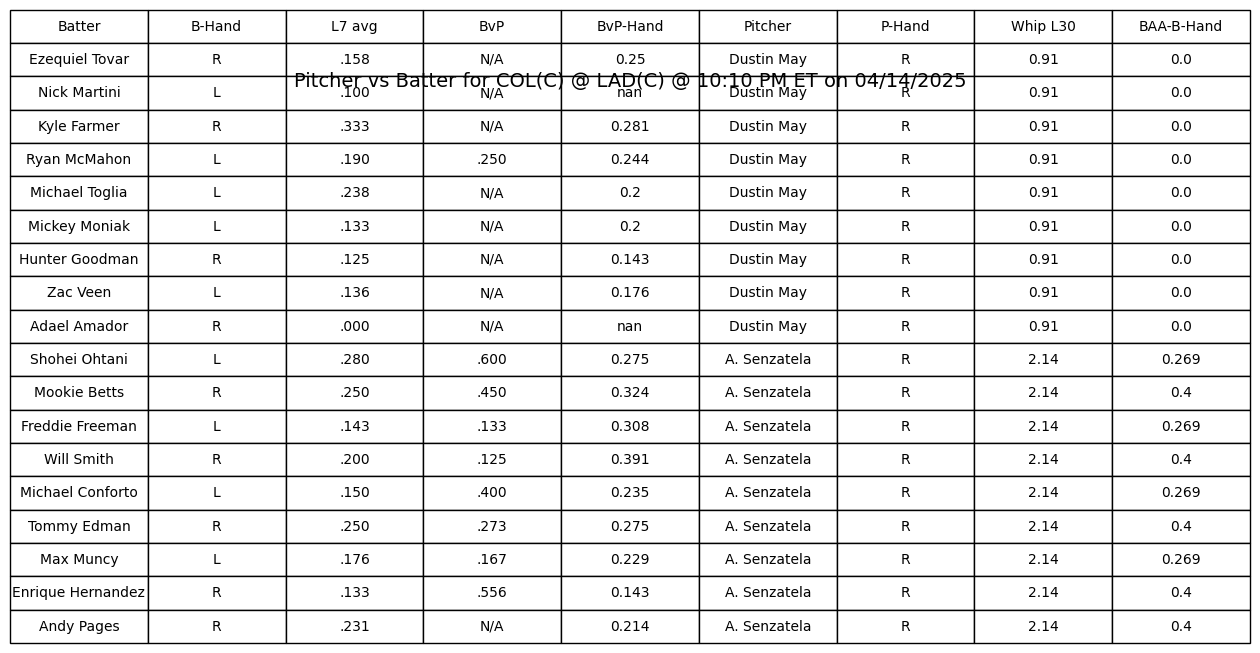 Batter B-Hand L7 avg BvP BvP-Hand Pitcher P-Hand Whip L30 BAA-B-Hand
Ezequiel Tovar R .158 N/A 0.25 Dustin May R 0.91 0.0
Pitcher vs Batter for COL(C) @ LAD(C) @ 10:10 PM ET on 04/14/2025
Nick Martini L .100 N/A nan Dustin May R 0.91 0.0
Kyle Farmer R .333 N/A 0.281 Dustin May R 0.91 0.0
Ryan McMahon L .190 .250 0.244 Dustin May R 0.91 0.0
Michael Toglia L .238 N/A 0.2 Dustin May R 0.91 0.0
Mickey Moniak L .133 N/A 0.2 Dustin May R 0.91 0.0
Hunter Goodman R .125 N/A 0.143 Dustin May R 0.91 0.0
Zac Veen L .136 N/A 0.176 Dustin May R 0.91 0.0
Adael Amador R .000 N/A nan Dustin May R 0.91 0.0
Shohei Ohtani L .280 .600 0.275 A. Senzatela R 2.14 0.269
Mookie Betts R .250 .450 0.324 A. Senzatela R 2.14 0.4
Freddie Freeman L .143 .133 0.308 A. Senzatela R 2.14 0.269
Will Smith R .200 .125 0.391 A. Senzatela R 2.14 0.4
Michael Conforto L .150 .400 0.235 A. Senzatela R 2.14 0.269
Tommy Edman R .250 .273 0.275 A. Senzatela R 2.14 0.4
Max Muncy L .176 .167 0.229 A. Senzatela R 2.14 0.269
Enrique Hernandez R .133 .556 0.143 A. Senzatela R 2.14 0.4
Andy Pages R .231 N/A 0.214 A. Senzatela R 2.14 0.4